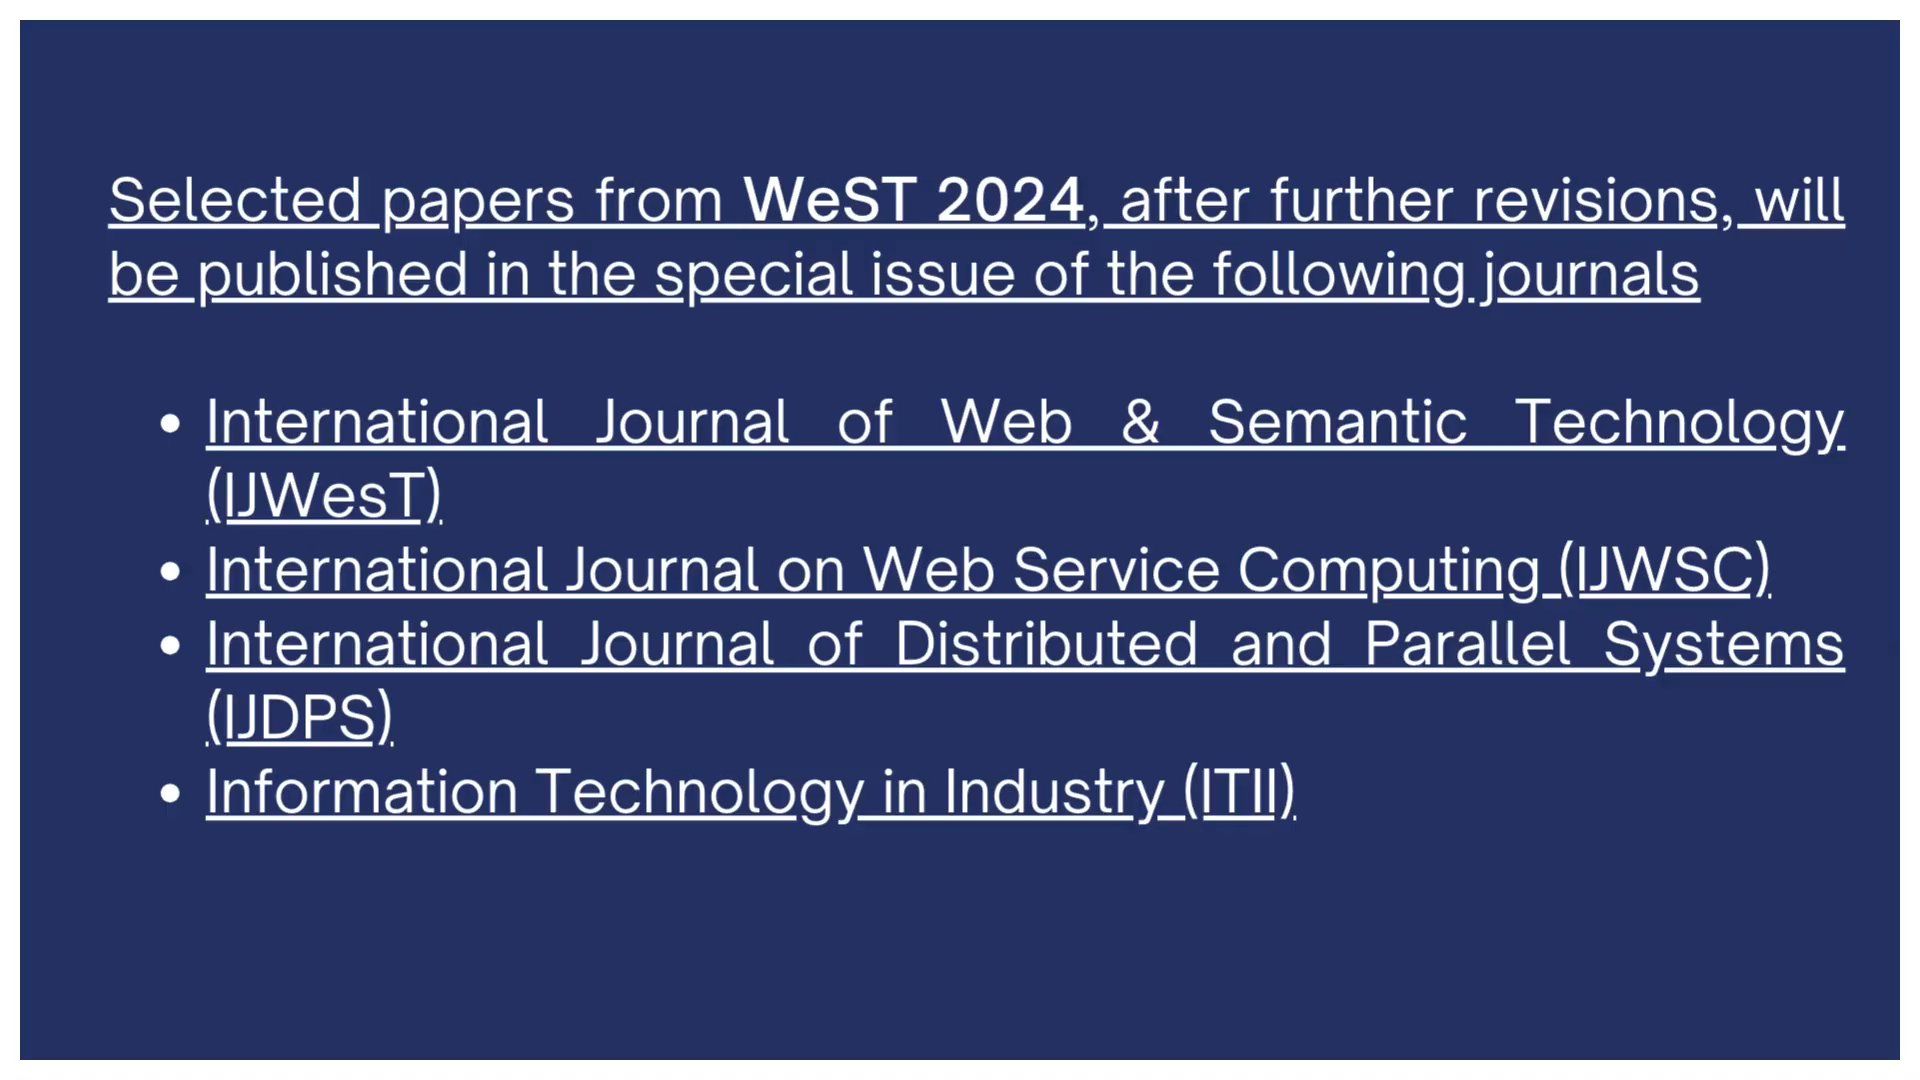 Selected papers from WeST 2024, after further revisions, will
be published in the special issue of the following journals
• International Journal of Web & Semantic Technology
(IJWesT)
• International Journal on Web Service Computing (IJWSC)
• International Journal of Distributed and Parallel Systems
(IJDPS)
• Information Technology in Industry (ITII)